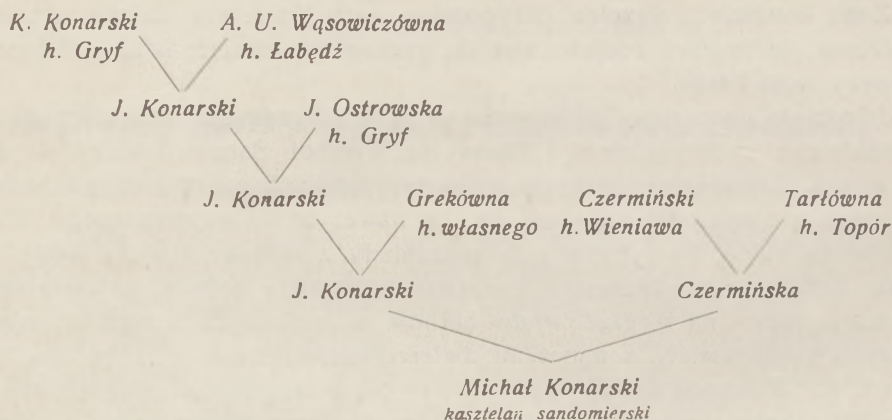 K. Konarski A. U. Wąsowiczówna
h. Gryf h. Łabędź
J. Konarski J. Ostrowska
h. Gryf
J. Konarski Grekówna Czermiński Tarłówna
h. własnego h. Wieniawa h. Topór
J. Konarski Czermińska
Michał Konarski
kasztelan sandomierski